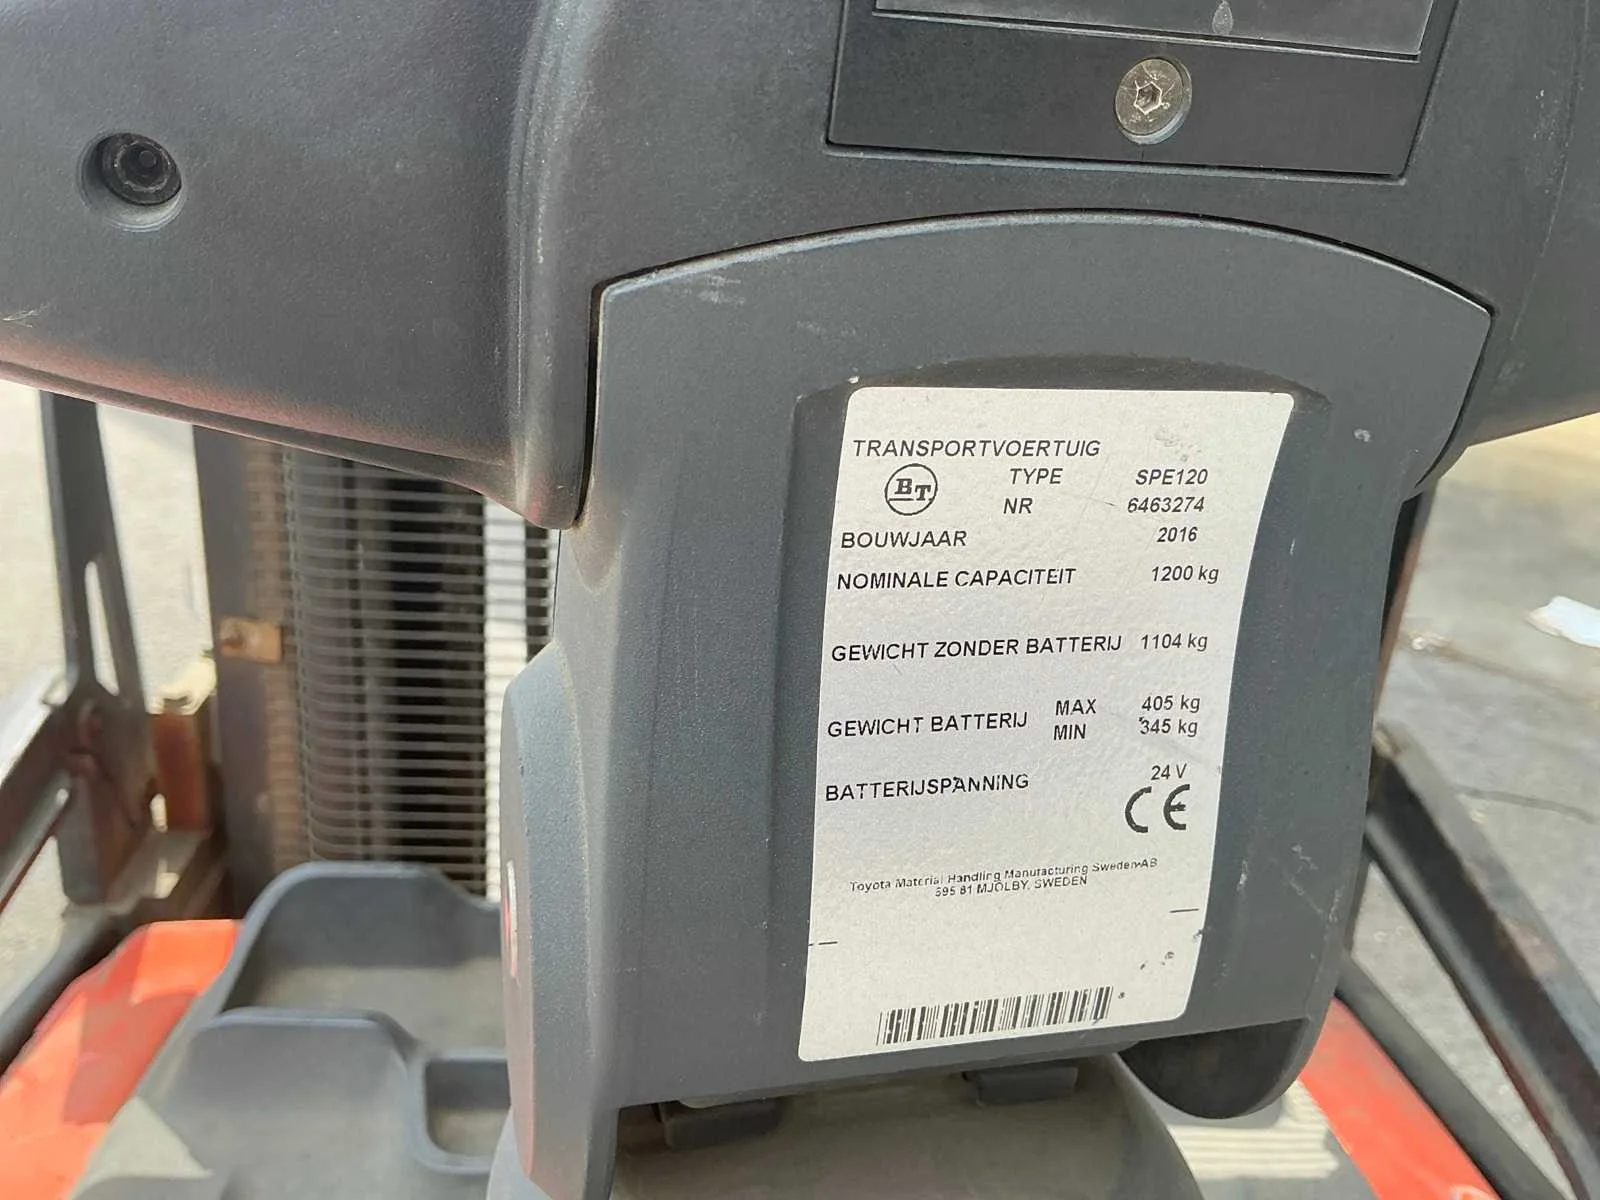 TRANSPORTVOERTUIG
BT TYPE SPE120
NR 6463274
BOUWJAAR 2016
NOMINALE CAPACITEIT 1200 kg
GEWICHT ZONDER BATTERIJ 1104 kg
GEWICHT BATTERIJ MAX 405 kg
MIN 345 kg
BATTERIJSPANNING 24 V
CE
Toyota Material Handling Manufacturing Sweden AB
595 81 MJÖLBY, SWEDEN